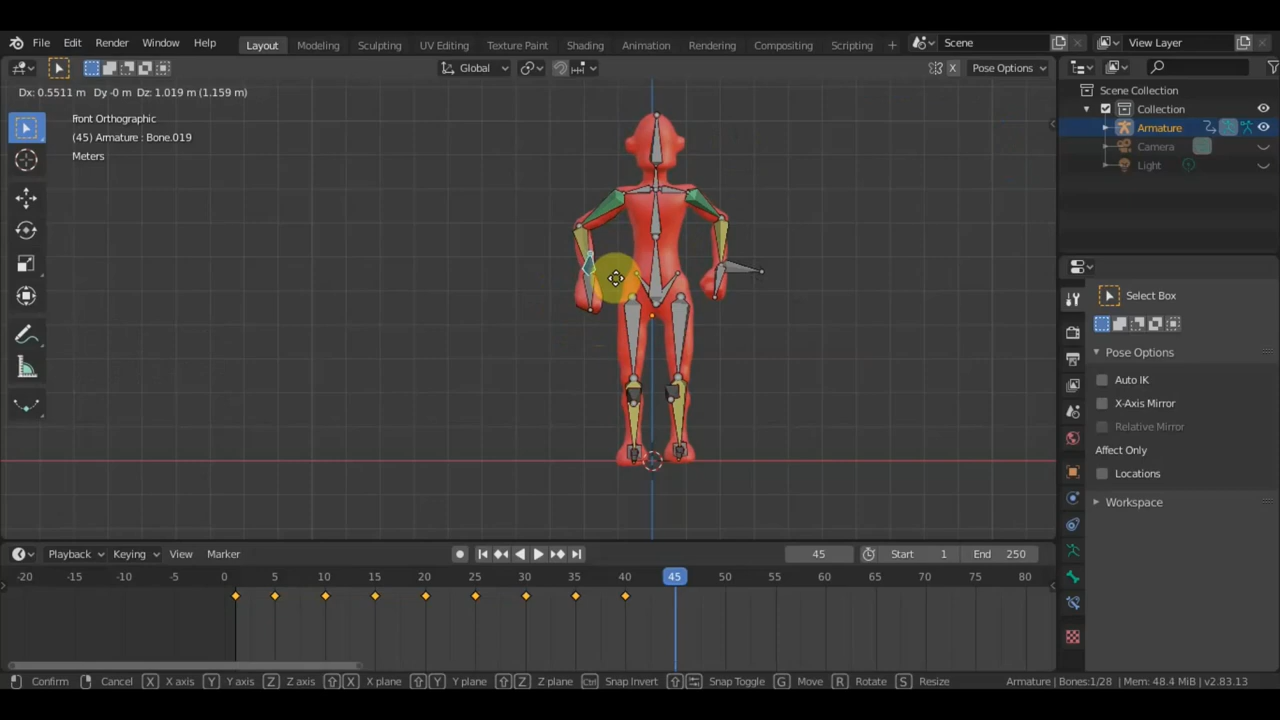 File Edit Render Window Help Layout Modeling Sculpting UV Editing Texture Paint Shading Animation Rendering Compositing Scripting + Scene View Layer
Global X Pose Options
Dx: 0.5511 m Dy -0 m Dz: 1.019 m (1.159 m)
Front Orthographic
(45) Armature : Bone.019
Meters
Scene Collection
Collection
Armature
Camera
Light
Select Box
Pose Options
Auto IK
X-Axis Mirror
Relative Mirror
Affect Only
Locations
Workspace
Playback Keying View Marker 45 Start 1 End 250
-20 -15 -10 -5 0 5 10 15 20 25 30 35 40 45 50 55 60 65 70 75 80
Confirm Cancel X X axis Y Y axis Z Z axis X X plane Y Y plane Z Z plane Ctrl Snap Invert Snap Toggle G Move R Rotate S Resize Armature | Bones:1/28 | Mem: 48.4 MiB | v2.83.13